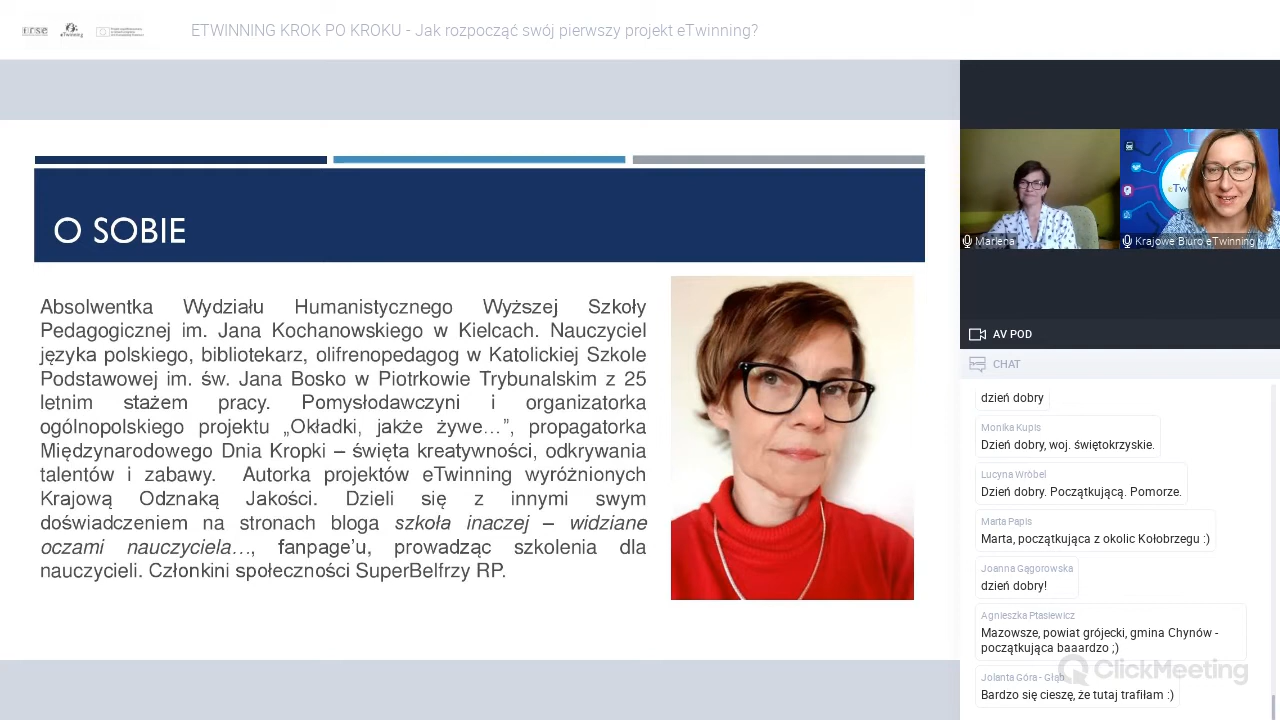 frse
eTwinning
ETWINNING KROK PO KROKU - Jak rozpocząć swój pierwszy projekt eTwinning?
O SOBIE
Absolwentka Wydziału Humanistycznego Wyższej Szkoły
Pedagogicznej im. Jana Kochanowskiego w Kielcach. Nauczyciel
języka polskiego, bibliotekarz, olifrenopedagog w Katolickiej Szkole
Podstawowej im. św. Jana Bosko w Piotrkowie Trybunalskim z 25
letnim stażem pracy. Pomysłodawczyni i organizatorka
ogólnopolskiego projektu „Okładki, jakże żywe…”, propagatorka
Międzynarodowego Dnia Kropki – święta kreatywności, odkrywania
talentów i zabawy. Autorka projektów eTwinning wyróżnionych
Krajową Odznaką Jakości. Dzieli się z innymi swym
doświadczeniem na stronach bloga szkoła inaczej – widziane
oczami nauczyciela…, fanpage’u, prowadząc szkolenia dla
nauczycieli. Członkini społeczności SuperBelfrzy RP.
eTwi
Marlena
Krajowe Biuro eTwinning
AV POD
CHAT
dzień dobry
Monika Kupis
Dzień dobry, woj. świętokrzyskie.
Lucyna Wróbel
Dzień dobry. Początkującą. Pomorze.
Marta Papis
Marta, początkująca z okolic Kołobrzegu :)
Joanna Gągorowska
dzień dobry!
Agnieszka Ptasiewicz
Mazowsze, powiat grójecki, gmina Chynów -
początkująca baaardzo ;)
Jolanta Góra - Głąb
Bardzo się cieszę, że tutaj trafiłam :)
ClickMeeting